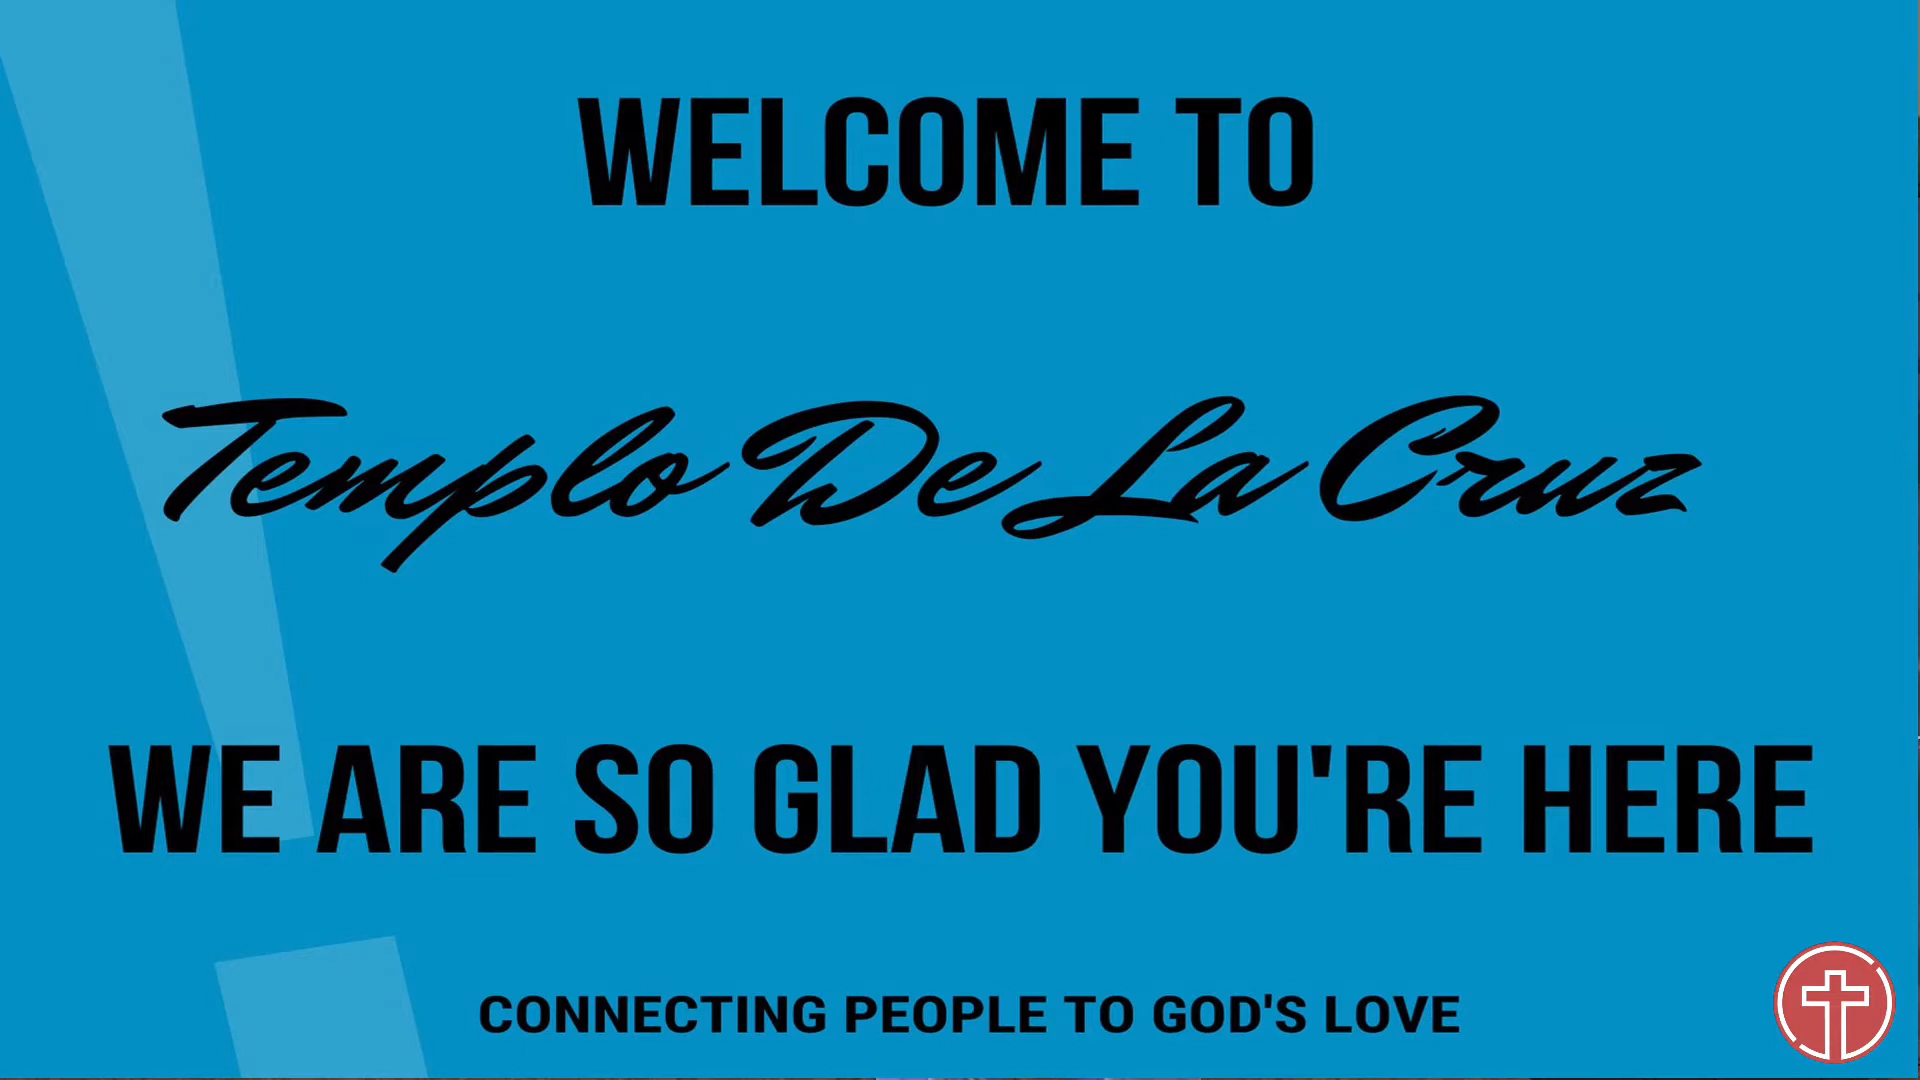 WELCOME TO
Templo De La Cruz
WE ARE SO GLAD YOU'RE HERE
CONNECTING PEOPLE TO GOD'S LOVE